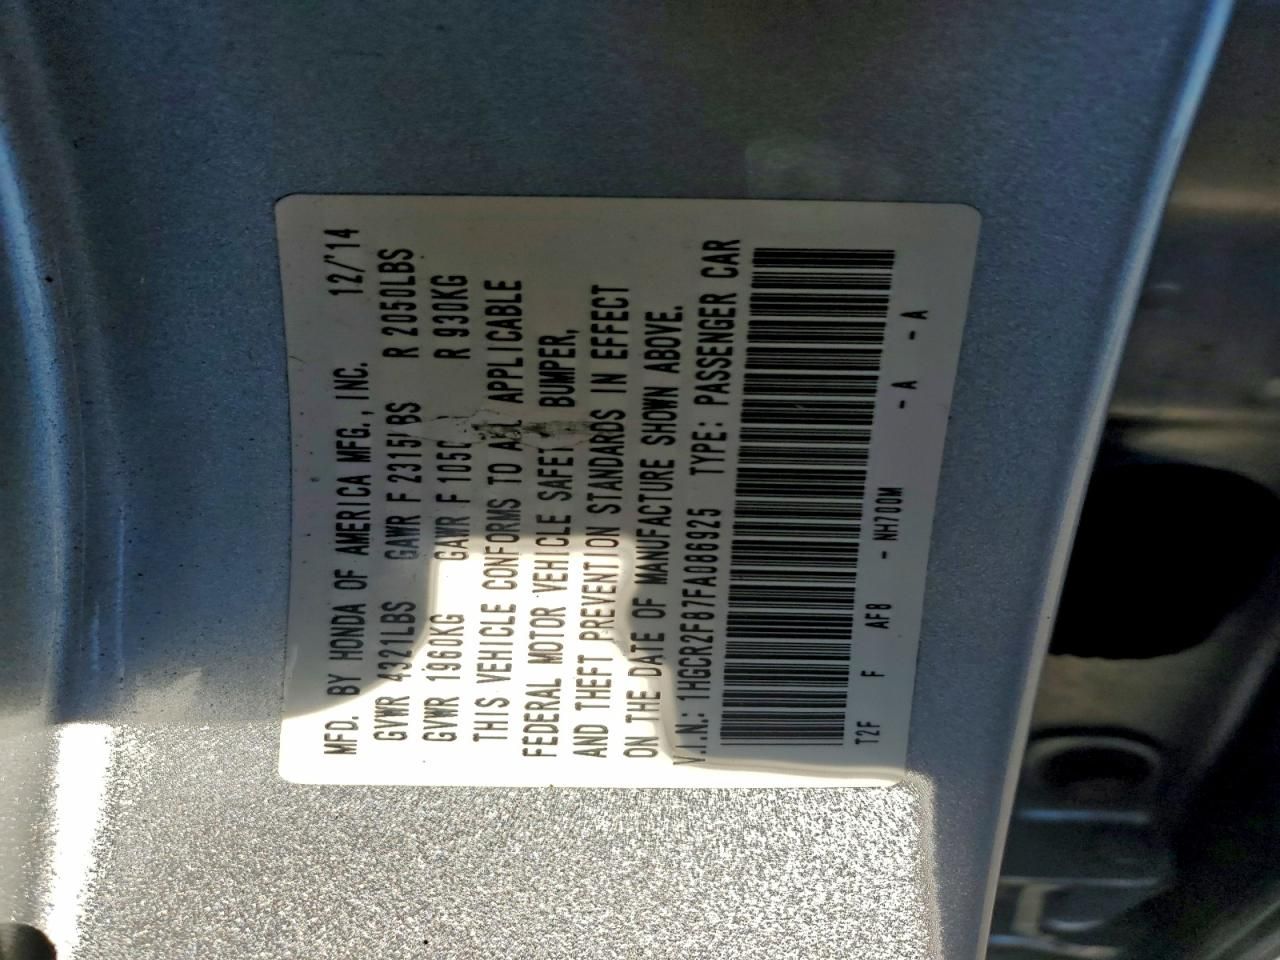 MFD. BY HONDA OF AMERICA MFG., INC. 12/'14
GVWR 4321LBS GAWR F 2315LBS R 2050LBS
GVWR 1960KG GAWR F 1050 R 930KG
THIS VEHICLE CONFORMS TO ALL APPLICABLE
FEDERAL MOTOR VEHICLE SAFETY BUMPER,
AND THEFT PREVENTION STANDARDS IN EFFECT
ON THE DATE OF MANUFACTURE SHOWN ABOVE.
V.I.N.: 1HGCR2F87FA086925 TYPE: PASSENGER CAR
T2F F AF8 - NH700M - A - A